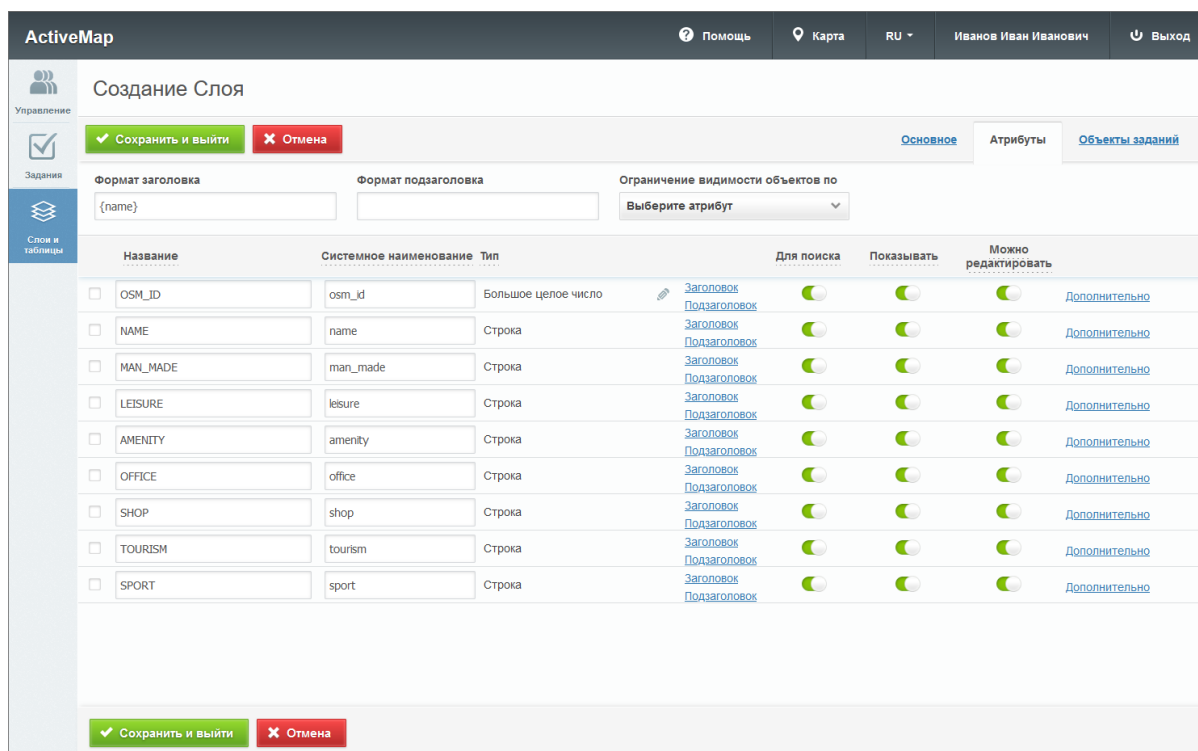 ActiveMap
Помощь
Карта
RU
Иванов Иван Иванович
Выход
Управление
Задания
Слои и
таблицы
Создание Слоя
Сохранить и выйти
Отмена
Основное
Атрибуты
Объекты заданий
Формат заголовка
Формат подзаголовка
Ограничение видимости объектов по
{name}
Выберите атрибут
Название
Системное наименование
Тип
Для поиска
Показывать
Можно
редактировать
OSM_ID
osm_id
Большое целое число
Заголовок
Подзаголовок
Дополнительно
NAME
name
Строка
Заголовок
Подзаголовок
Дополнительно
MAN_MADE
man_made
Строка
Заголовок
Подзаголовок
Дополнительно
LEISURE
leisure
Строка
Заголовок
Подзаголовок
Дополнительно
AMENITY
amenity
Строка
Заголовок
Подзаголовок
Дополнительно
OFFICE
office
Строка
Заголовок
Подзаголовок
Дополнительно
SHOP
shop
Строка
Заголовок
Подзаголовок
Дополнительно
TOURISM
tourism
Строка
Заголовок
Подзаголовок
Дополнительно
SPORT
sport
Строка
Заголовок
Подзаголовок
Дополнительно
Сохранить и выйти
Отмена